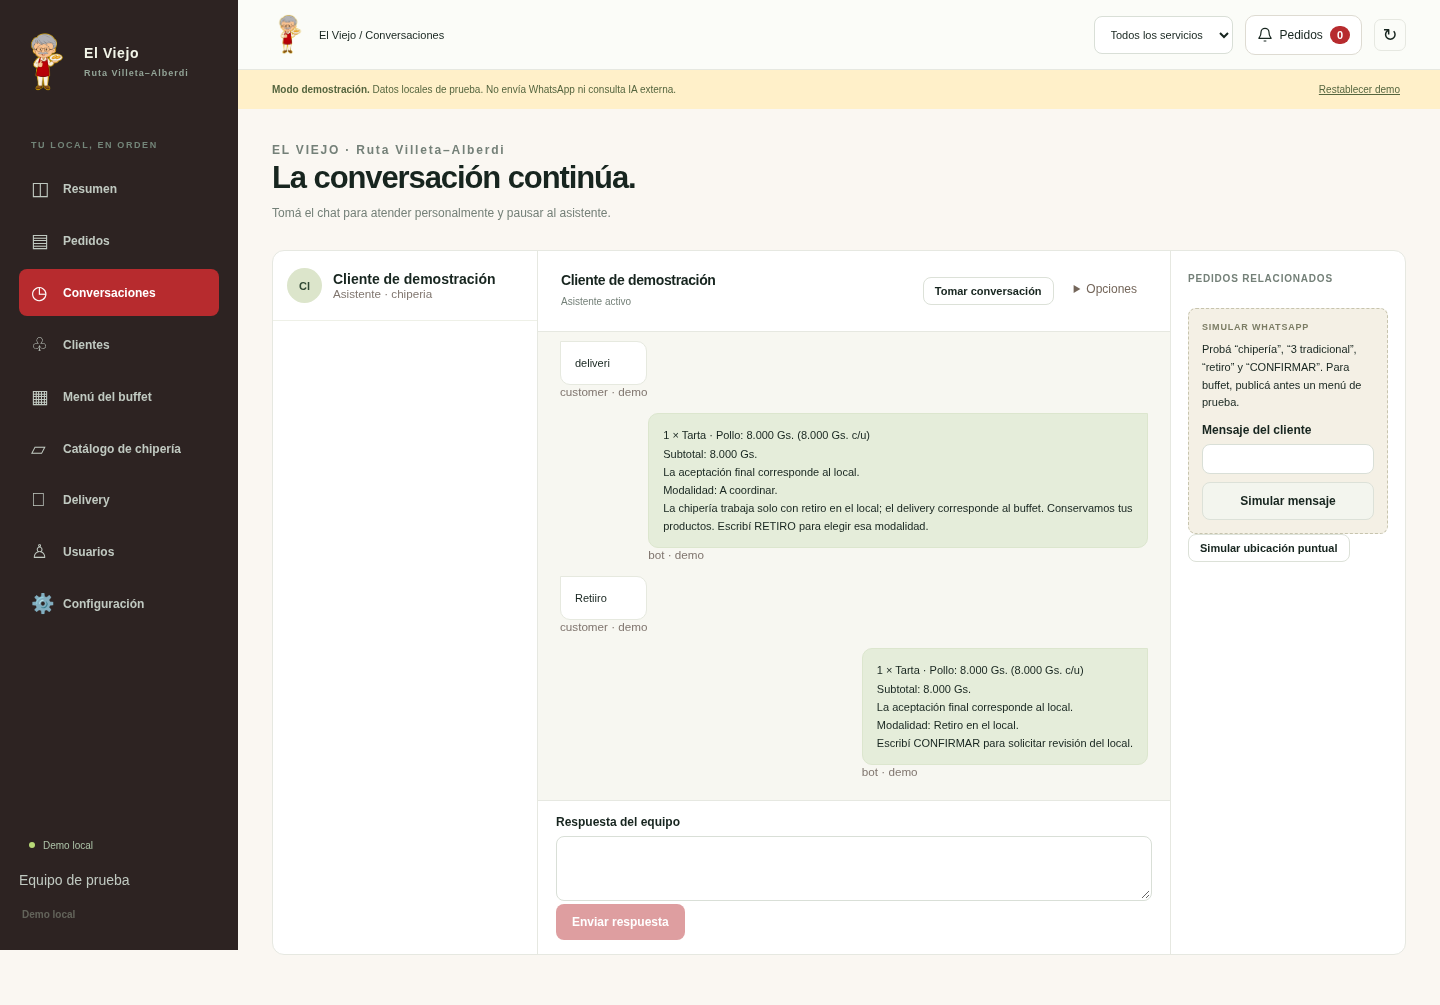 El Viejo
Ruta Villeta–Alberdi
TU LOCAL, EN ORDEN
Resumen
Pedidos
Conversaciones
Clientes
Menú del buffet
Catálogo de chipería
Delivery
Usuarios
Configuración
Demo local
Equipo de prueba
Demo local
El Viejo / Conversaciones
Todos los servicios
Pedidos 0
Modo demostración. Datos locales de prueba. No envía WhatsApp ni consulta IA externa.
Restablecer demo
EL VIEJO · Ruta Villeta–Alberdi
La conversación continúa.
Tomá el chat para atender personalmente y pausar al asistente.
Cl
Cliente de demostración
Asistente · chiperia
Cliente de demostración
Asistente activo
Tomar conversación
Opciones
deliveri
customer · demo
1 × Tarta · Pollo: 8.000 Gs. (8.000 Gs. c/u)
Subtotal: 8.000 Gs.
La aceptación final corresponde al local.
Modalidad: A coordinar.
La chipería trabaja solo con retiro en el local; el delivery corresponde al buffet. Conservamos tus
productos. Escribí RETIRO para elegir esa modalidad.
bot · demo
Retiiro
customer · demo
1 × Tarta · Pollo: 8.000 Gs. (8.000 Gs. c/u)
Subtotal: 8.000 Gs.
La aceptación final corresponde al local.
Modalidad: Retiro en el local.
Escribí CONFIRMAR para solicitar revisión del local.
bot · demo
Respuesta del equipo
Enviar respuesta
PEDIDOS RELACIONADOS
SIMULAR WHATSAPP
Probá “chipería”, “3 tradicional”,
“retiro” y “CONFIRMAR”. Para
buffet, publicá antes un menú de
prueba.
Mensaje del cliente
Simular mensaje
Simular ubicación puntual